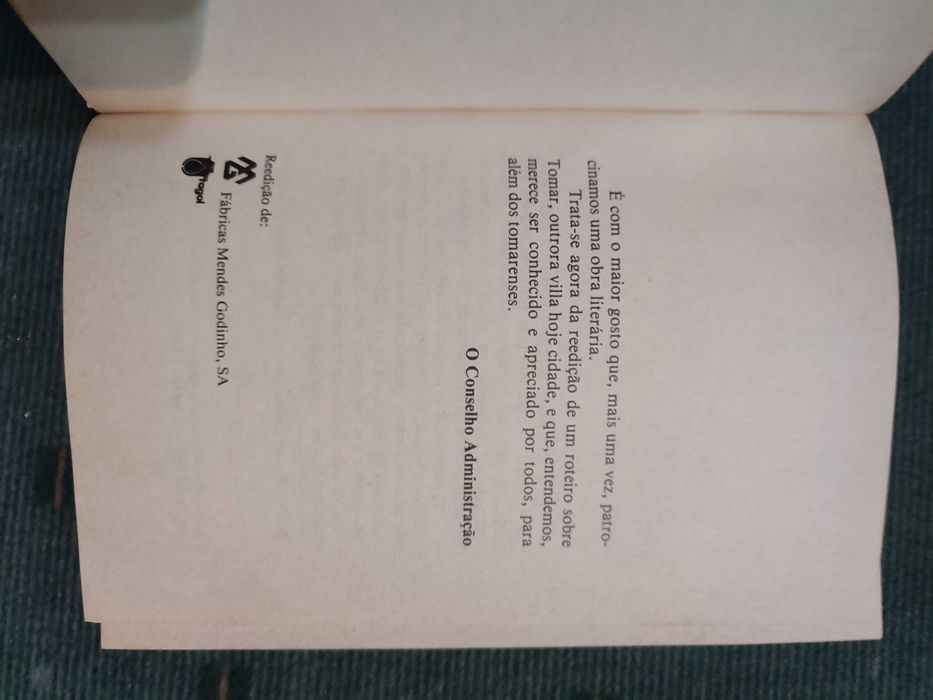 É com o maior gosto que, mais uma vez, patro-
cinamos uma obra literária.
Trata-se agora da reedição de um roteiro sobre
Tomar, outrora villa hoje cidade, e que, entendemos,
merece ser conhecido e apreciado por todos, para
além dos tomarenses.
O Conselho Administração
Reedição de:
Fábricas Mendes Godinho, SA
tagol